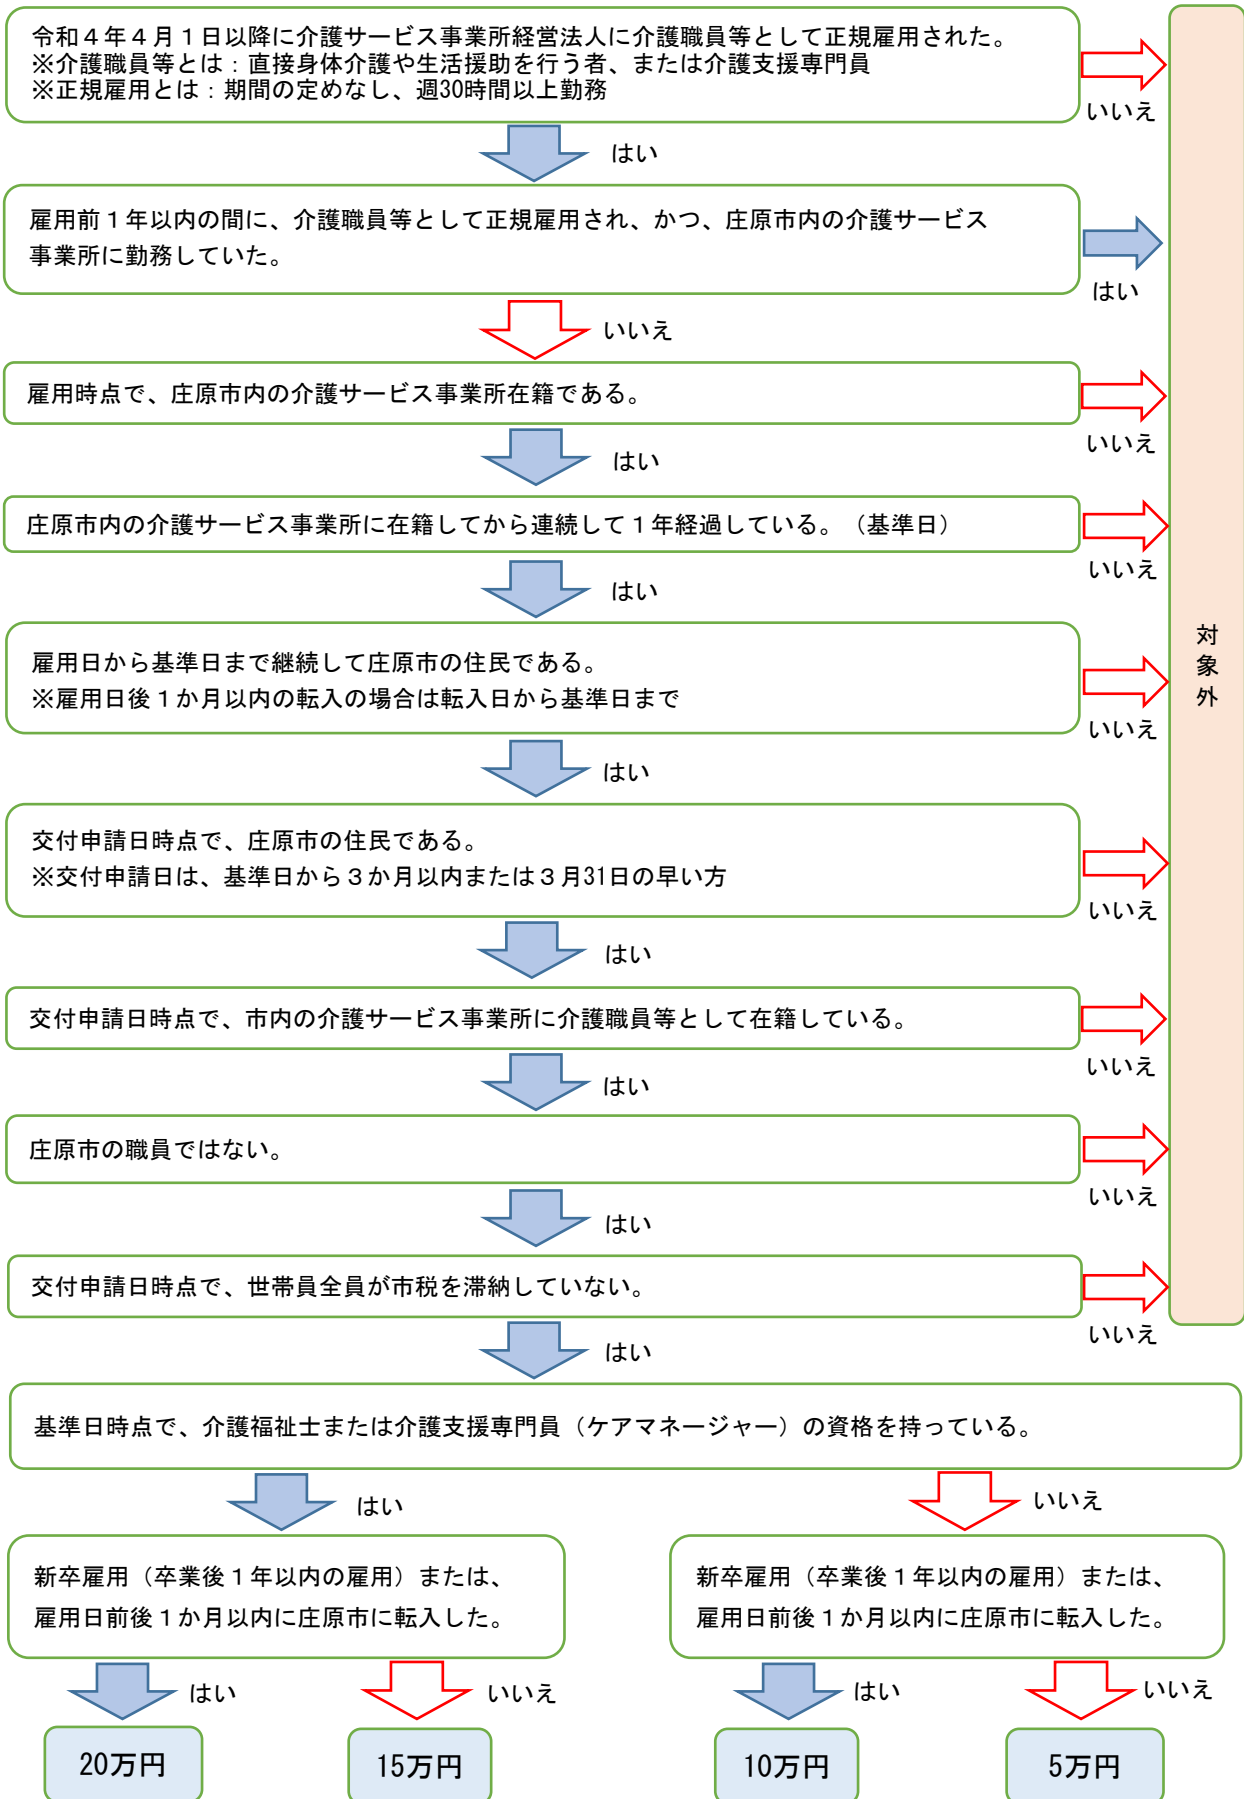 令和４年４月１日以降に介護サービス事業所経営法人に介護職員等として正規雇用された。
※介護職員等とは：直接身体介護や生活援助を行う者、または介護支援専門員
※正規雇用とは：期間の定めなし、週30時間以上勤務
いいえ
はい
雇用前１年以内の間に、介護職員等として正規雇用され、かつ、庄原市内の介護サービス
事業所に勤務していた。
はい
いいえ
雇用時点で、庄原市内の介護サービス事業所在籍である。
いいえ
はい
庄原市内の介護サービス事業所に在籍してから連続して１年経過している。（基準日）
いいえ
はい
雇用日から基準日まで継続して庄原市の住民である。
※雇用日後１か月以内の転入の場合は転入日から基準日まで
いいえ
はい
対象外
交付申請日時点で、庄原市の住民である。
※交付申請日は、基準日から３か月以内または３月31日の早い方
いいえ
はい
交付申請日時点で、市内の介護サービス事業所に介護職員等として在籍している。
いいえ
はい
庄原市の職員ではない。
いいえ
はい
交付申請日時点で、世帯員全員が市税を滞納していない。
いいえ
はい
基準日時点で、介護福祉士または介護支援専門員（ケアマネージャー）の資格を持っている。
はい
いいえ
新卒雇用（卒業後１年以内の雇用）または、
雇用日前後１か月以内に庄原市に転入した。
はい
いいえ
20万円
15万円
新卒雇用（卒業後１年以内の雇用）または、
雇用日前後１か月以内に庄原市に転入した。
はい
いいえ
10万円
5万円